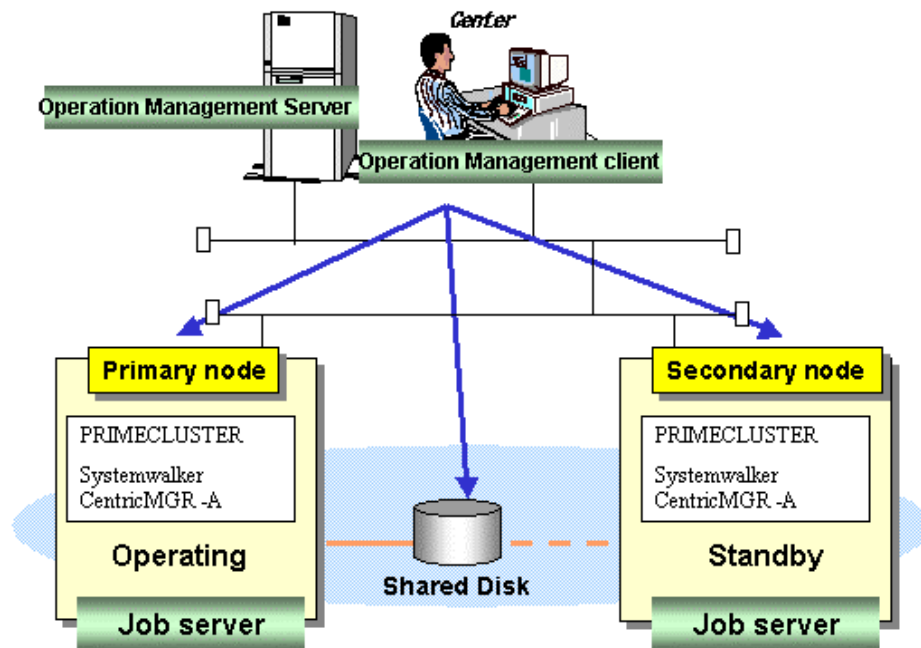 Center
Operation Management Server
Operation Management client
Primary node
PRIMECLUSTER
Systemwalker
CentricMGR -A
Operating
Job server
Shared Disk
Secondary node
PRIMECLUSTER
Systemwalker
CentricMGR -A
Standby
Job server